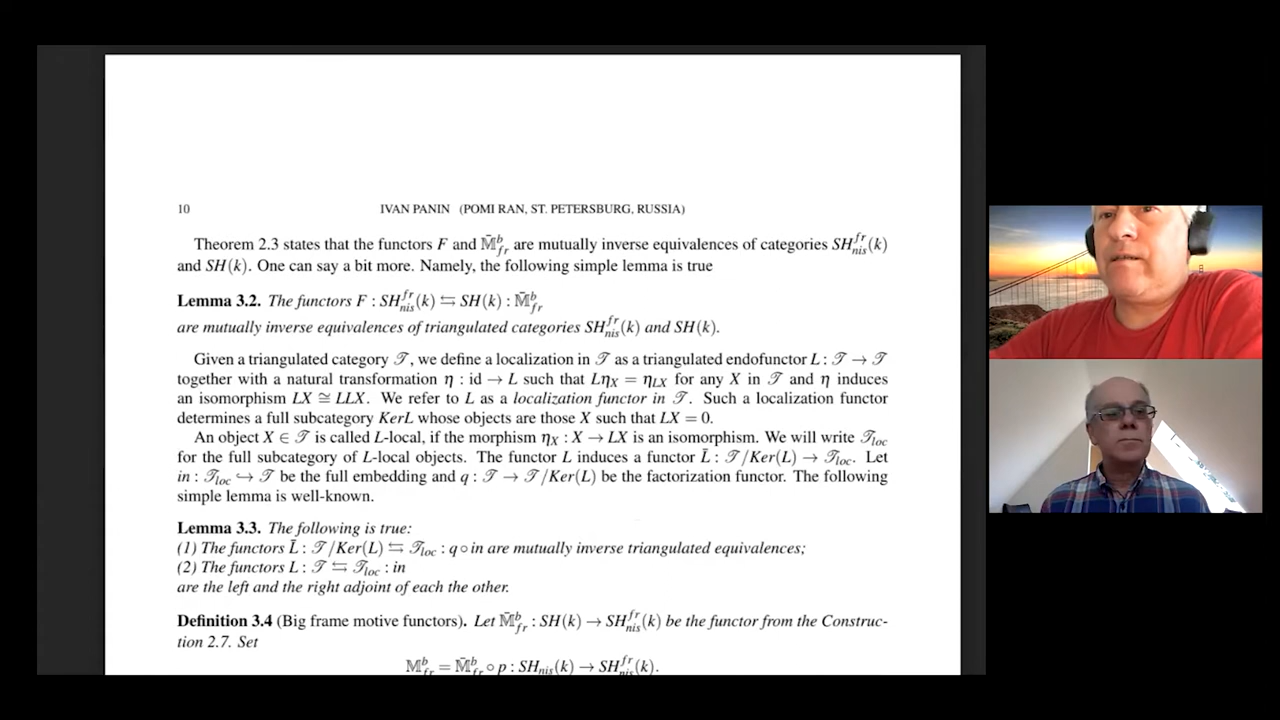 10 IVAN PANIN (POMI RAN, ST. PETERSBURG, RUSSIA)
Theorem 2.3 states that the functors F and 𝕄̄ᵇ_fr are mutually inverse equivalences of categories SH^fr_nis(k)
and SH(k). One can say a bit more. Namely, the following simple lemma is true
Lemma 3.2. The functors F : SH^fr_nis(k) ⇆ SH(k) : 𝕄̄ᵇ_fr
are mutually inverse equivalences of triangulated categories SH^fr_nis(k) and SH(k).
Given a triangulated category 𝒯, we define a localization in 𝒯 as a triangulated endofunctor L : 𝒯 → 𝒯
together with a natural transformation η : id → L such that Lη_X = η_LX for any X in 𝒯 and η induces
an isomorphism LX ≅ LLX. We refer to L as a localization functor in 𝒯. Such a localization functor
determines a full subcategory KerL whose objects are those X such that LX = 0.
An object X ∈ 𝒯 is called L-local, if the morphism η_X : X → LX is an isomorphism. We will write 𝒯_loc
for the full subcategory of L-local objects. The functor L induces a functor L̄ : 𝒯/Ker(L) → 𝒯_loc. Let
in : 𝒯_loc ↪ 𝒯 be the full embedding and q : 𝒯 → 𝒯/Ker(L) be the factorization functor. The following
simple lemma is well-known.
Lemma 3.3. The following is true:
(1) The functors L̄ : 𝒯/Ker(L) ⇆ 𝒯_loc : q ∘ in are mutually inverse triangulated equivalences;
(2) The functors L : 𝒯 ⇆ 𝒯_loc : in
are the left and the right adjoint of each the other.
Definition 3.4 (Big frame motive functors). Let 𝕄̄ᵇ_fr : SH(k) → SH^fr_nis(k) be the functor from the Construc-
tion 2.7. Set
𝕄ᵇ_fr = 𝕄̄ᵇ_fr ∘ p : SH_nis(k) → SH^fr_nis(k).